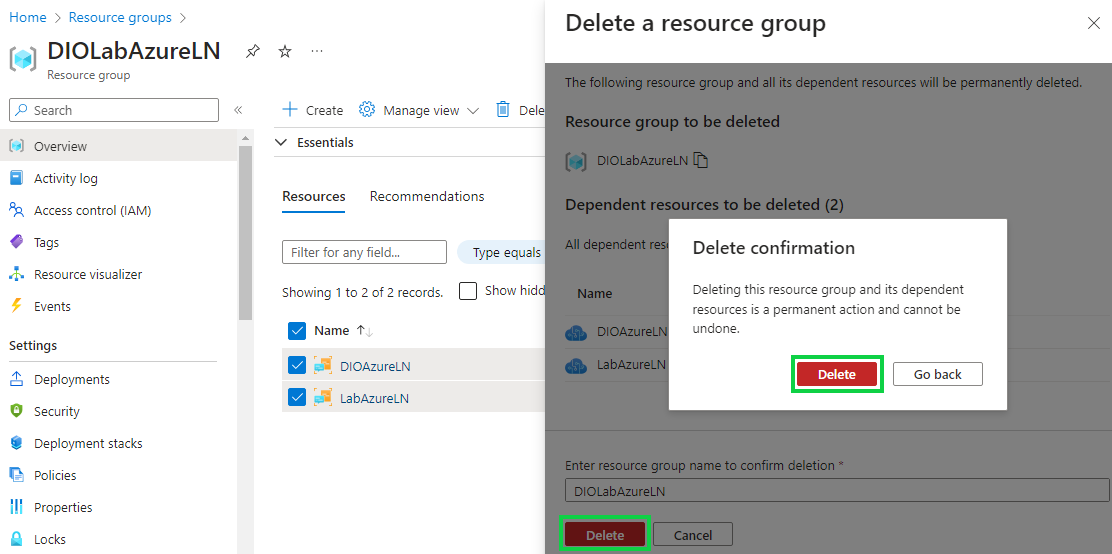 Home > Resource groups >
DIOLabAzureLN
Resource group
Search
Overview
Activity log
Access control (IAM)
Tags
Resource visualizer
Events
Settings
Deployments
Security
Deployment stacks
Policies
Properties
Locks
Create
Manage view
Dele
Essentials
Resources
Recommendations
Filter for any field...
Type equals
Showing 1 to 2 of 2 records.
Show hidd
Name
DIOAzureLN
LabAzureLN
Delete a resource group
The following resource group and all its dependent resources will be permanently deleted.
Resource group to be deleted
DIOLabAzureLN
Dependent resources to be deleted (2)
All dependent reso
Name
DIOAzureLN
LabAzureLN
Delete confirmation
Deleting this resource group and its dependent
resources is a permanent action and cannot be
undone.
Delete
Go back
Enter resource group name to confirm deletion *
DIOLabAzureLN
Delete
Cancel